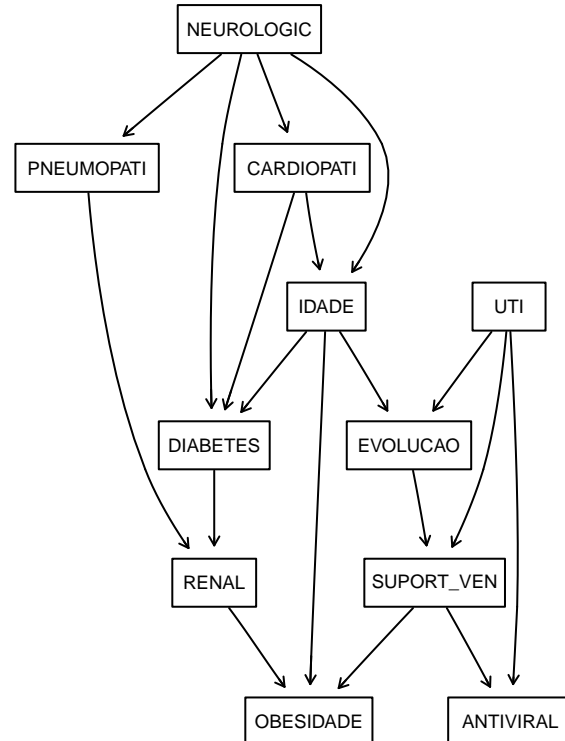 NEUROLOGIC
PNEUMOPATI
CARDIOPATI
IDADE
UTI
DIABETES
EVOLUCAO
RENAL
SUPORT_VEN
OBESIDADE
ANTIVIRAL